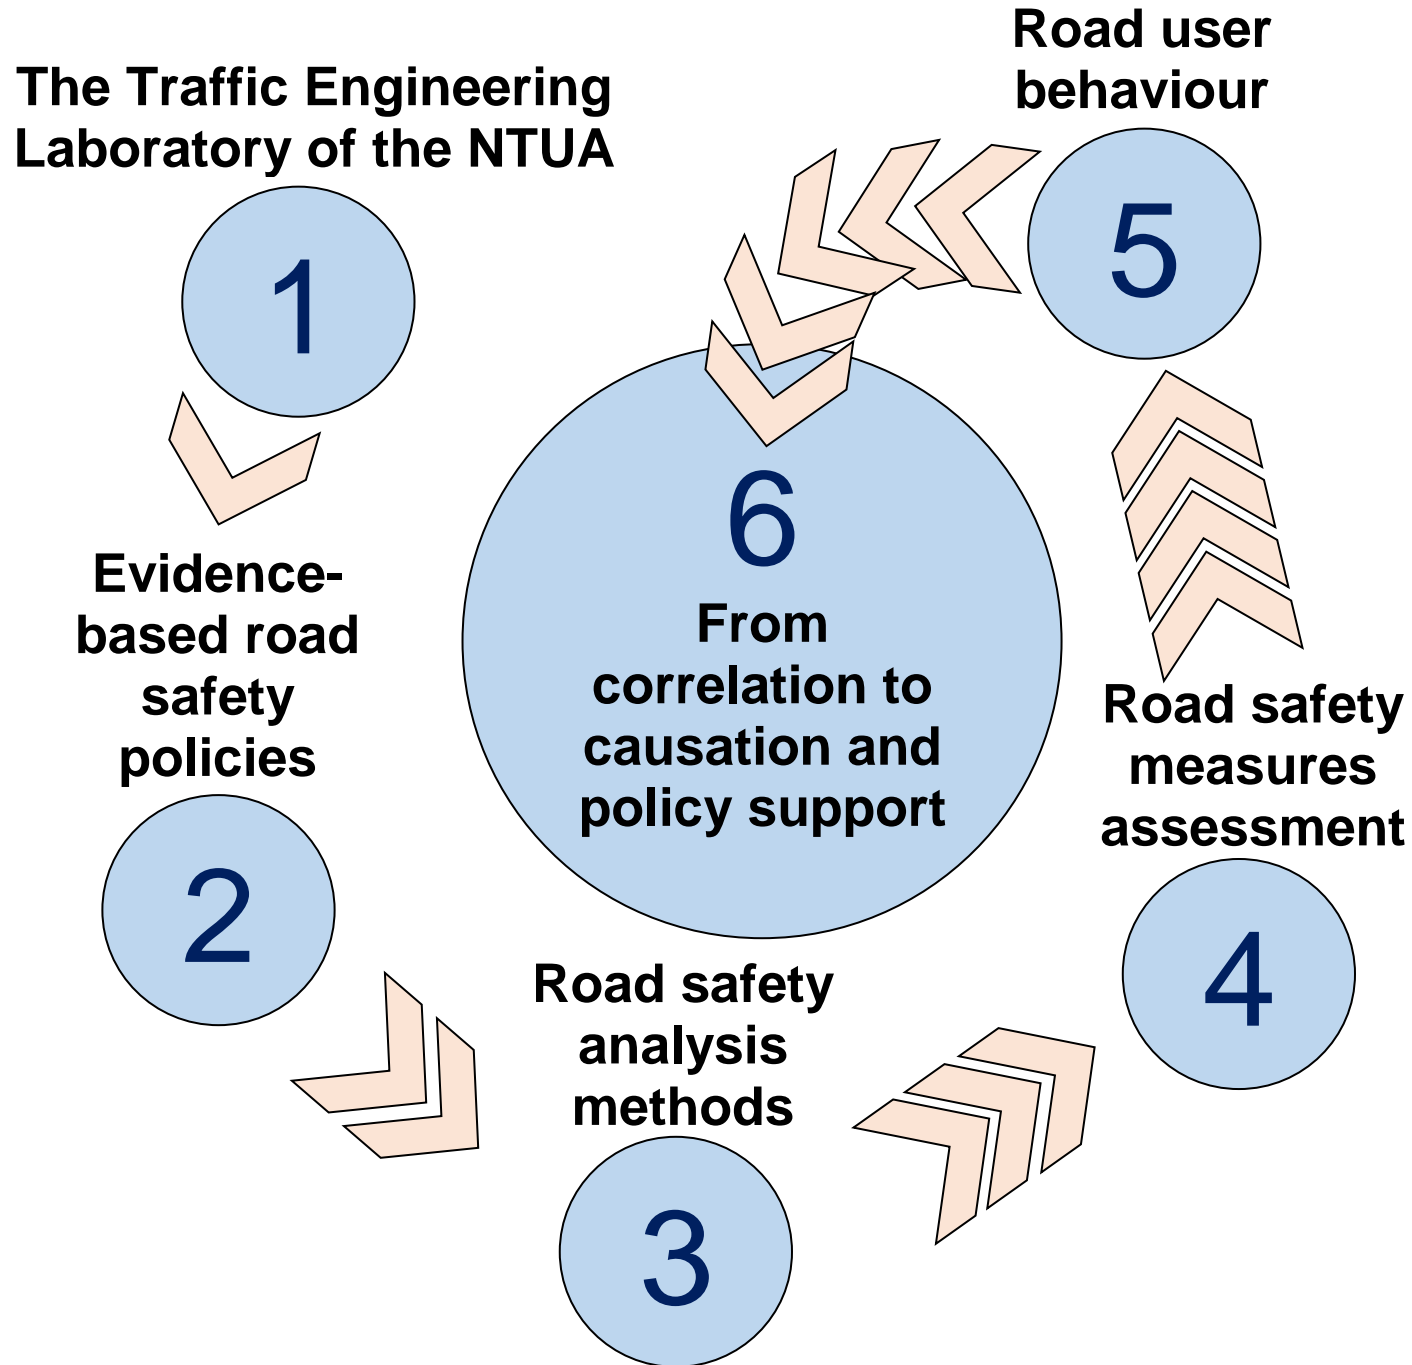 The Traffic Engineering
Laboratory of the NTUA
1
Evidence-
based road
safety
policies
2
Road safety
analysis
methods
3
Road safety
measures
assessment
4
Road user
behaviour
5
6
From
correlation to
causation and
policy support